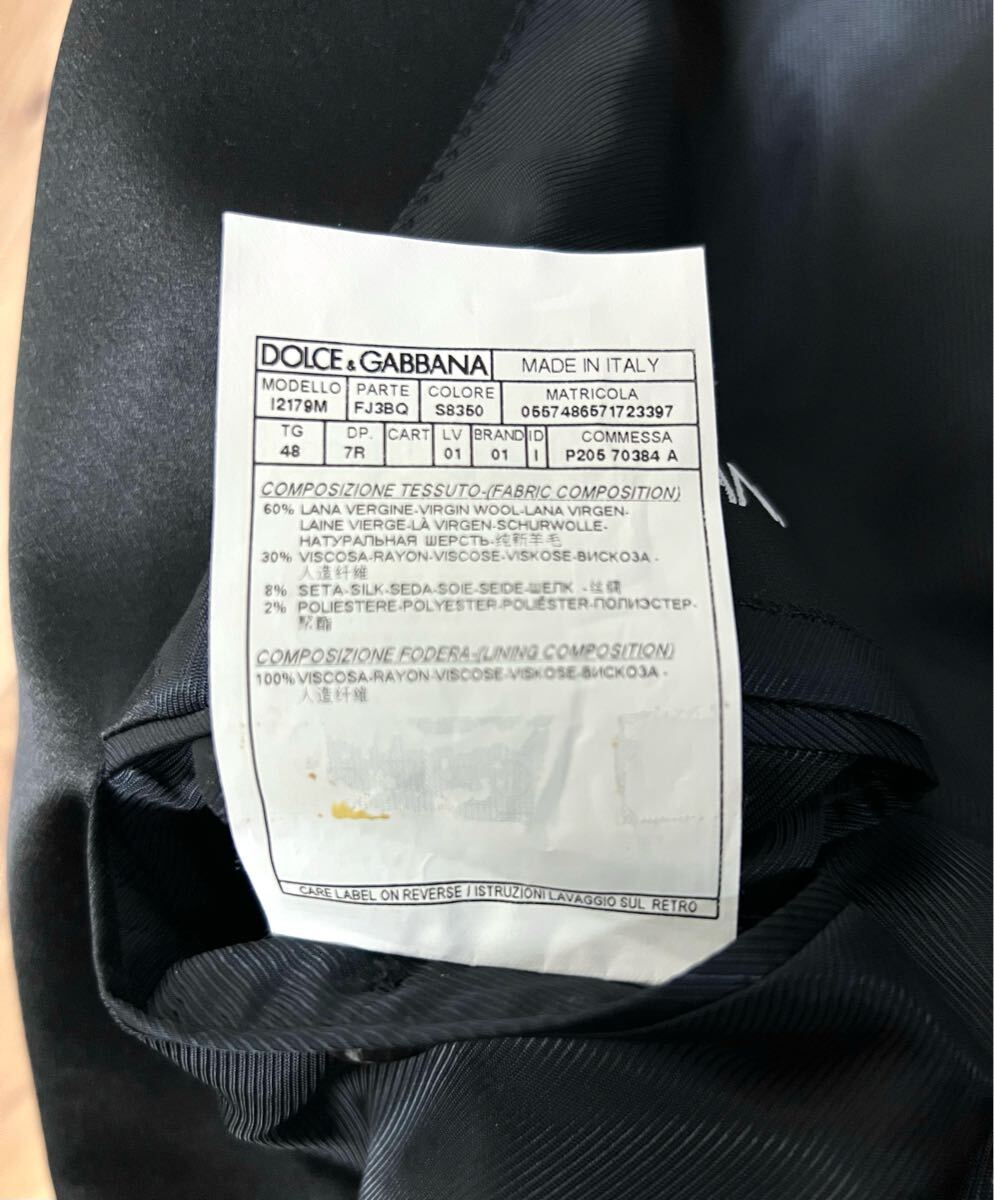 DOLCE & GABBANA MADE IN ITALY
MODELLO PARTE COLORE MATRICOLA
I2179M FJ3BQ S8350 0557486571723397
TG DP. CART LV BRAND ID COMMESSA
48 7R 01 01 I P205 70384 A
COMPOSIZIONE TESSUTO-(FABRIC COMPOSITION)
60% LANA VERGINE-VIRGIN WOOL-LANA VIRGEN-
LAINE VIERGE-LÀ VIRGEN-SCHURWOLLE-
НАТУРАЛЬНАЯ ШЕРСТЬ-纯新羊毛
30% VISCOSA-RAYON-VISCOSE-VISKOSE-ВИСКОЗА -
人造纤维
8% SETA-SILK-SEDA-SOIE-SEIDE-ШЕЛК -丝绸
2% POLIESTERE-POLYESTER-POLIÉSTER-ПОЛИЭСТЕР-
聚酯
COMPOSIZIONE FODERA-(LINING COMPOSITION)
100% VISCOSA-RAYON-VISCOSE-VISKOSE-ВИСКОЗА -
人造纤维
CARE LABEL ON REVERSE / ISTRUZIONI LAVAGGIO SUL RETRO